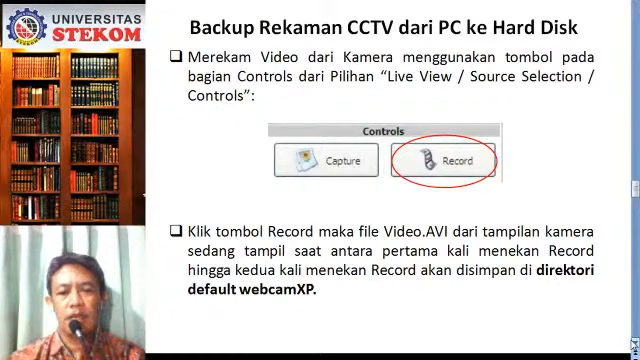 UNIVERSITAS
STEKOM
Backup Rekaman CCTV dari PC ke Hard Disk
Merekam Video dari Kamera menggunakan tombol pada
bagian Controls dari Pilihan “Live View / Source Selection /
Controls”:
Controls
Capture
Record
Klik tombol Record maka file Video.AVI dari tampilan kamera
sedang tampil saat antara pertama kali menekan Record
hingga kedua kali menekan Record akan disimpan di direktori
default webcamXP.